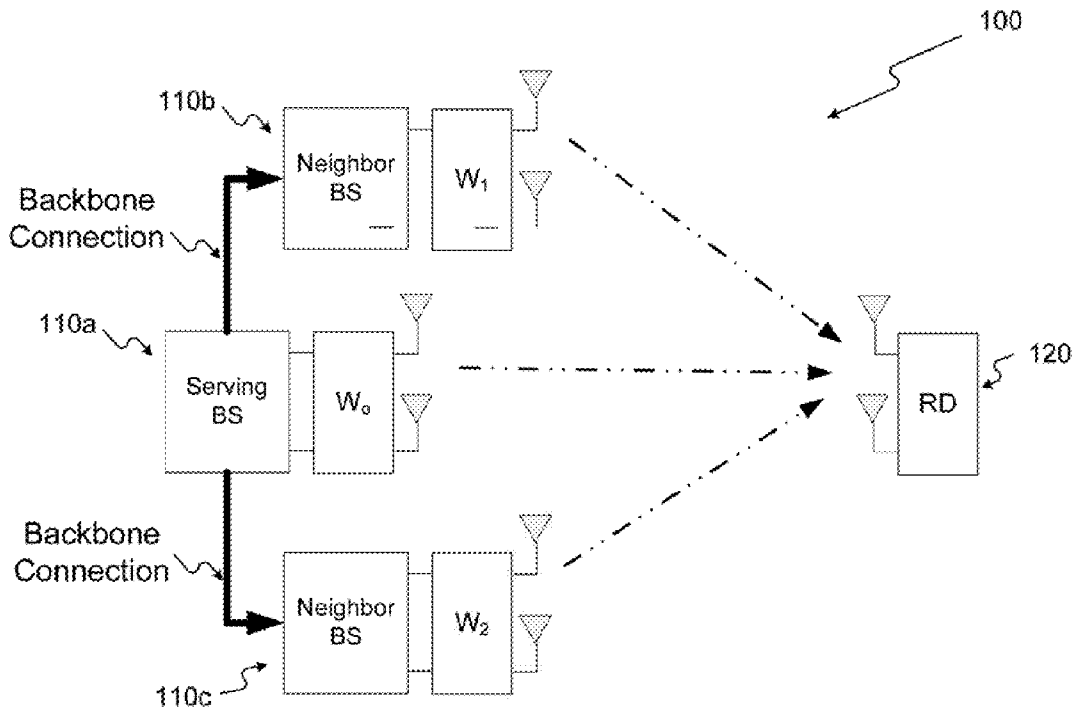 100
110b
Neighbor
BS
W1
Backbone
Connection
110a
Serving
BS
Wo
120
RD
Backbone
Connection
Neighbor
BS
W2
110c